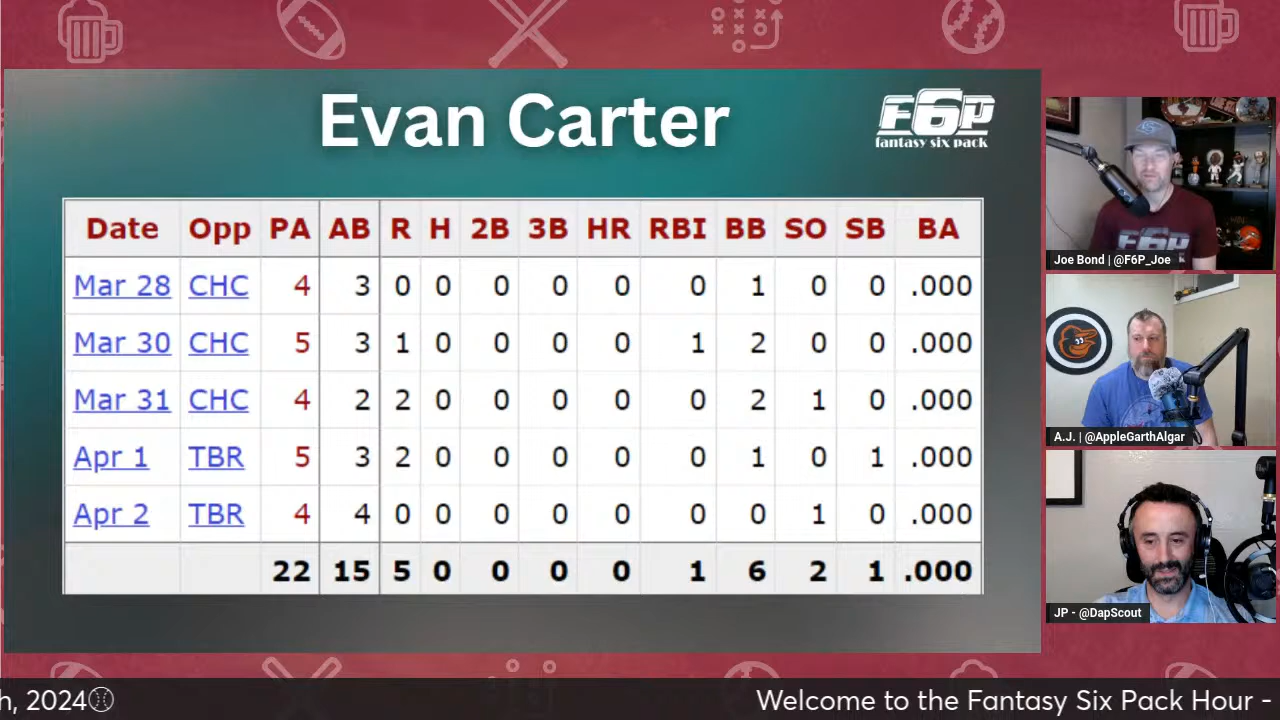 Evan Carter
F6P
fantasy six pack
Date Opp PA AB R H 2B 3B HR RBI BB SO SB BA
Mar 28 CHC 4 3 0 0 0 0 0 0 1 0 0 .000
Mar 30 CHC 5 3 1 0 0 0 0 1 2 0 0 .000
Mar 31 CHC 4 2 2 0 0 0 0 0 2 1 0 .000
Apr 1 TBR 5 3 2 0 0 0 0 0 1 0 1 .000
Apr 2 TBR 4 4 0 0 0 0 0 0 0 1 0 .000
22 15 5 0 0 0 0 1 6 2 1 .000
F6P
Joe Bond | @F6P_Joe
A.J. | @AppleGarthAlgar
JP - @DapScout
h, 2024 Welcome to the Fantasy Six Pack Hour -